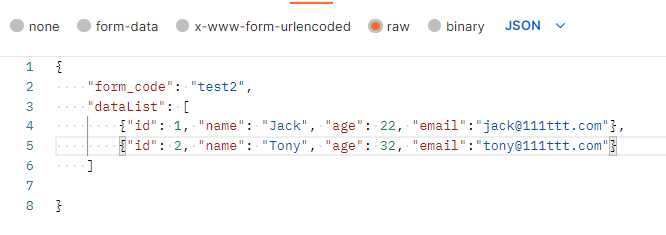 none form-data x-www-form-urlencoded raw binary JSON
1 {
2 "form_code": "test2",
3 "dataList": [
4 {"id": 1, "name": "Jack", "age": 22, "email":"jack@111ttt.com"},
5 {"id": 2, "name": "Tony", "age": 32, "email":"tony@111ttt.com"}
6 ]
7
8 }